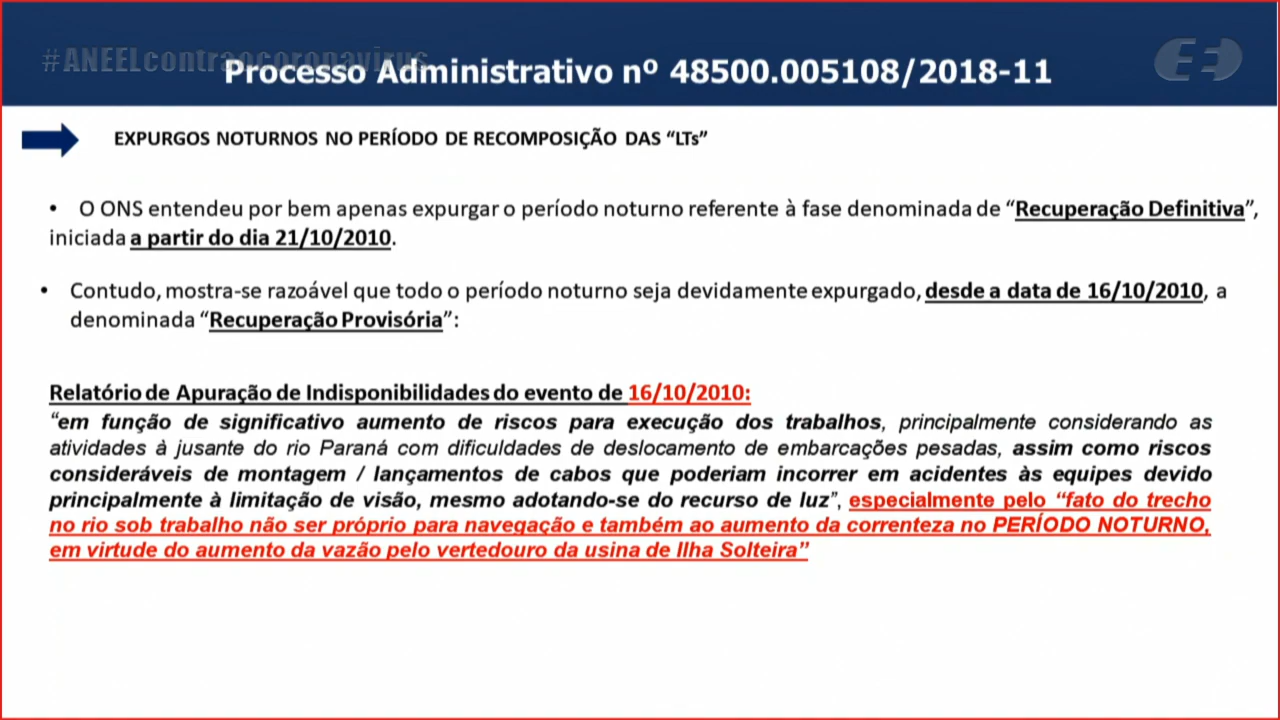 #ANEELcontraocoronavirus
Processo Administrativo nº 48500.005108/2018-11
EXPURGOS NOTURNOS NO PERÍODO DE RECOMPOSIÇÃO DAS “LTs”
• O ONS entendeu por bem apenas expurgar o período noturno referente à fase denominada de “Recuperação Definitiva”,
iniciada a partir do dia 21/10/2010.
• Contudo, mostra-se razoável que todo o período noturno seja devidamente expurgado, desde a data de 16/10/2010, a
denominada “Recuperação Provisória”:
Relatório de Apuração de Indisponibilidades do evento de 16/10/2010:
“em função de significativo aumento de riscos para execução dos trabalhos, principalmente considerando as
atividades à jusante do rio Paraná com dificuldades de deslocamento de embarcações pesadas, assim como riscos
consideráveis de montagem / lançamentos de cabos que poderiam incorrer em acidentes às equipes devido
principalmente à limitação de visão, mesmo adotando-se do recurso de luz”, especialmente pelo “fato do trecho
no rio sob trabalho não ser próprio para navegação e também ao aumento da correnteza no PERÍODO NOTURNO,
em virtude do aumento da vazão pelo vertedouro da usina de Ilha Solteira”